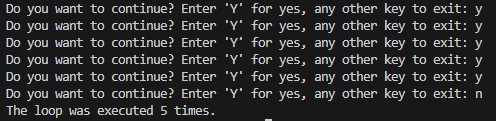 Do you want to continue? Enter 'Y' for yes, any other key to exit: y
Do you want to continue? Enter 'Y' for yes, any other key to exit: y
Do you want to continue? Enter 'Y' for yes, any other key to exit: y
Do you want to continue? Enter 'Y' for yes, any other key to exit: y
Do you want to continue? Enter 'Y' for yes, any other key to exit: y
Do you want to continue? Enter 'Y' for yes, any other key to exit: n
The loop was executed 5 times.